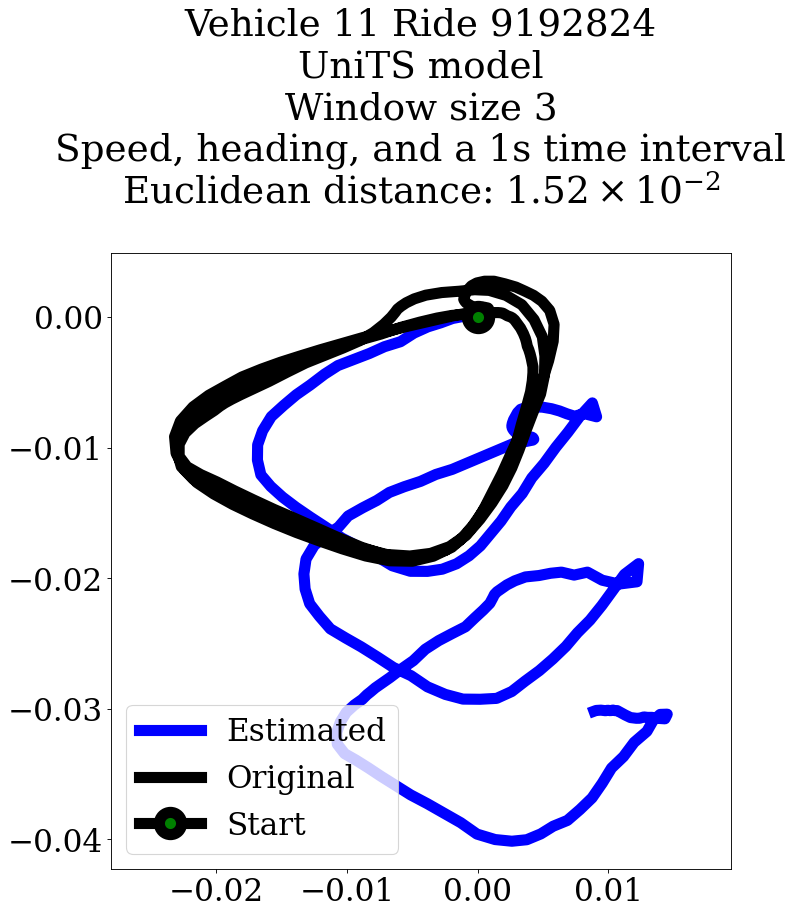 Vehicle 11 Ride 9192824
UniTS model
Window size 3
Speed, heading, and a 1s time interval
Euclidean distance: 1.52 × 10⁻²
0.00
−0.01
−0.02
−0.03
−0.04
Estimated
Original
Start
−0.02 −0.01 0.00 0.01